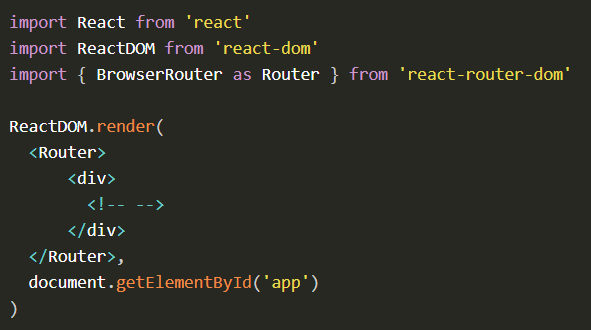 import React from 'react'
import ReactDOM from 'react-dom'
import { BrowserRouter as Router } from 'react-router-dom'

ReactDOM.render(
  <Router>
      <div>
        <!-- -->
      </div>
  </Router>,
  document.getElementById('app')
)